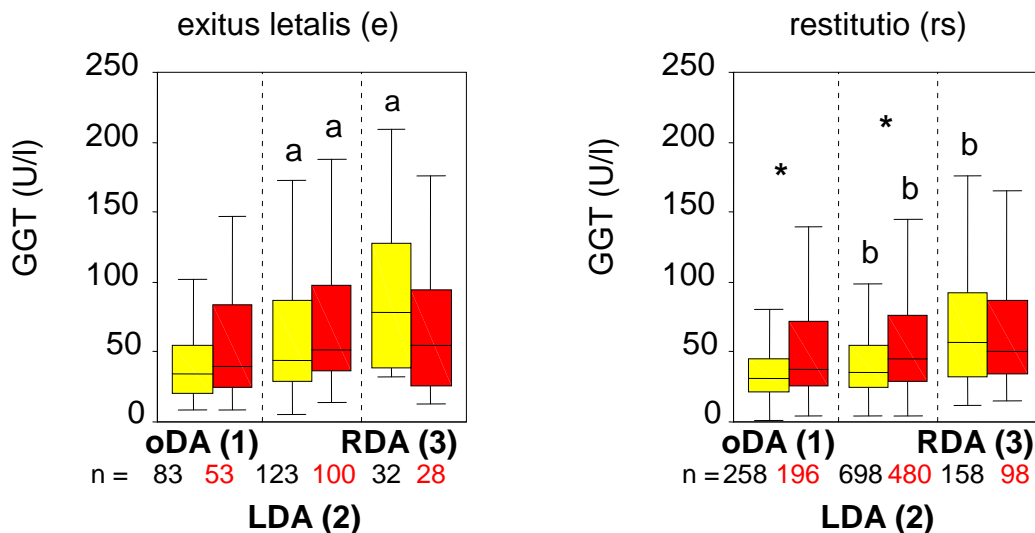 exitus letalis (e)
restitutio (rs)
GGT (U/l)
250
200
150
100
50
0
a
a
a
oDA (1)
RDA (3)
n = 83 53 123 100 32 28
LDA (2)
GGT (U/l)
250
200
150
100
50
0
*
*
b
b
b
oDA (1)
RDA (3)
n = 258 196 698 480 158 98
LDA (2)